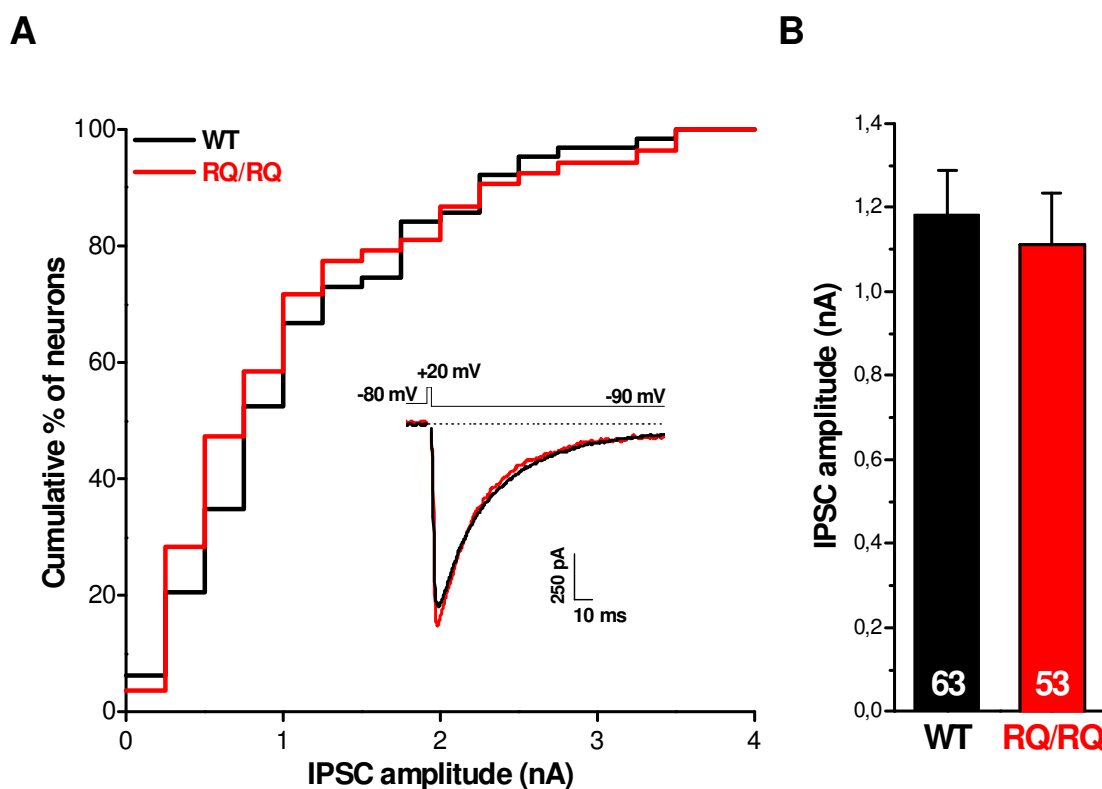 A
B
100
80
60
40
20
0
Cumulative % of neurons
WT
RQ/RQ
+20 mV
-80 mV
-90 mV
250 pA
10 ms
0
1
2
3
4
IPSC amplitude (nA)
1,4
1,2
1,0
0,8
0,6
0,4
0,2
0,0
IPSC amplitude (nA)
63
53
WT
RQ/RQ